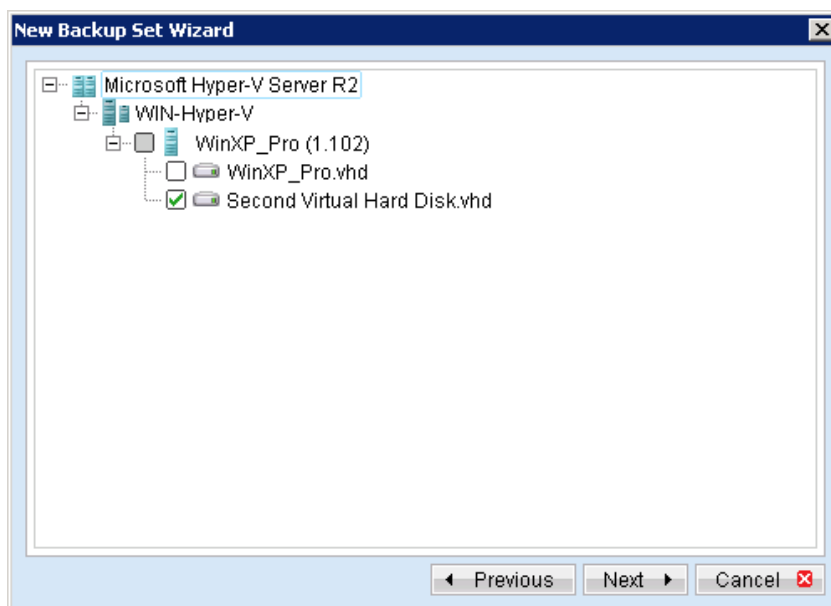 New Backup Set Wizard
Microsoft Hyper-V Server R2
WIN-Hyper-V
WinXP_Pro (1.102)
WinXP_Pro.vhd
Second Virtual Hard Disk.vhd
Previous Next Cancel